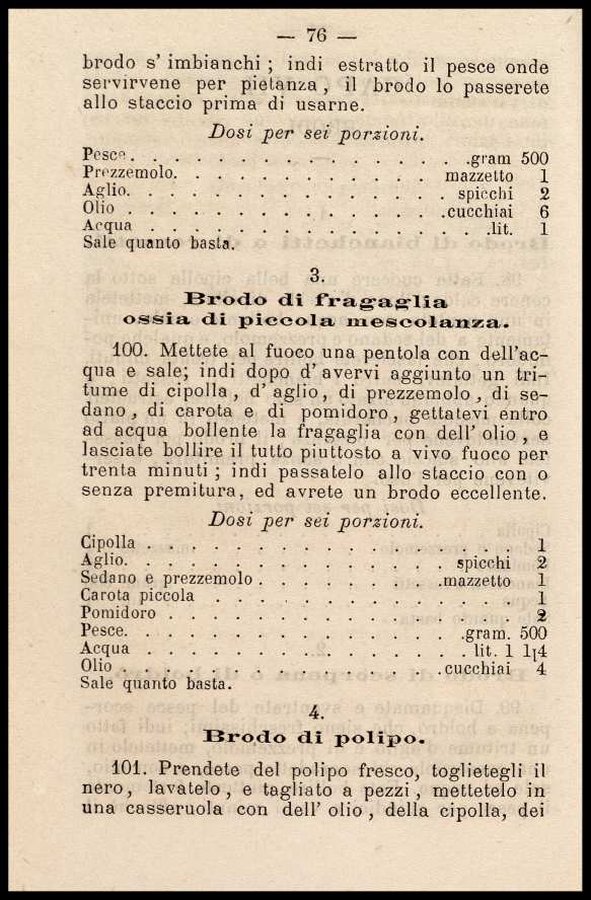 — 76 —
brodo s' imbianchi ; indi estratto il pesce onde
servirvene per pietanza , il brodo lo passerete
allo staccio prima di usarne.
Dosi per sei porzioni.
Pesce. . . . . . . . . . . . . . . .gram 500
Prezzemolo. . . . . . . . . . . . . mazzetto 1
Aglio. . . . . . . . . . . . . . . spicchi 2
Olio . . . . . . . . . . . . . . .cucchiai 6
Acqua . . . . . . . . . . . . . . . . .lit. 1
Sale quanto basta.
3.
Brodo di fragaglia
ossia di piccola mescolanza.
100. Mettete al fuoco una pentola con dell'ac-
qua e sale; indi dopo d' avervi aggiunto un tri-
tume di cipolla , d' aglio , di prezzemolo , di se-
dano , di carota e di pomidoro , gettatevi entro
ad acqua bollente la fragaglia con dell' olio , e
lasciate bollire il tutto piuttosto a vivo fuoco per
trenta minuti ; indi passatelo allo staccio con o
senza premitura, ed avrete un brodo eccellente.
Dosi per sei porzioni.
Cipolla . . . . . . . . . . . . . . . . . 1
Aglio. . . . . . . . . . . . . . . spicchi 2
Sedano e prezzemolo . . . . . . . . .mazzetto 1
Carota piccola . . . . . . . . . . . . . . 1
Pomidoro . . . . . . . . . . . . . . . . 2
Pesce. . . . . . . . . . . . . . . .gram. 500
Acqua . . . . . . . . . . . . . . . lit. 1 1|4
Olio . . . . . . . . . . . . . . .cucchiai 4
Sale quanto basta.
4.
Brodo di polipo.
101. Prendete del polipo fresco, toglietegli il
nero , lavatelo , e tagliato a pezzi , mettetelo in
una casseruola con dell' olio , della cipolla, dei